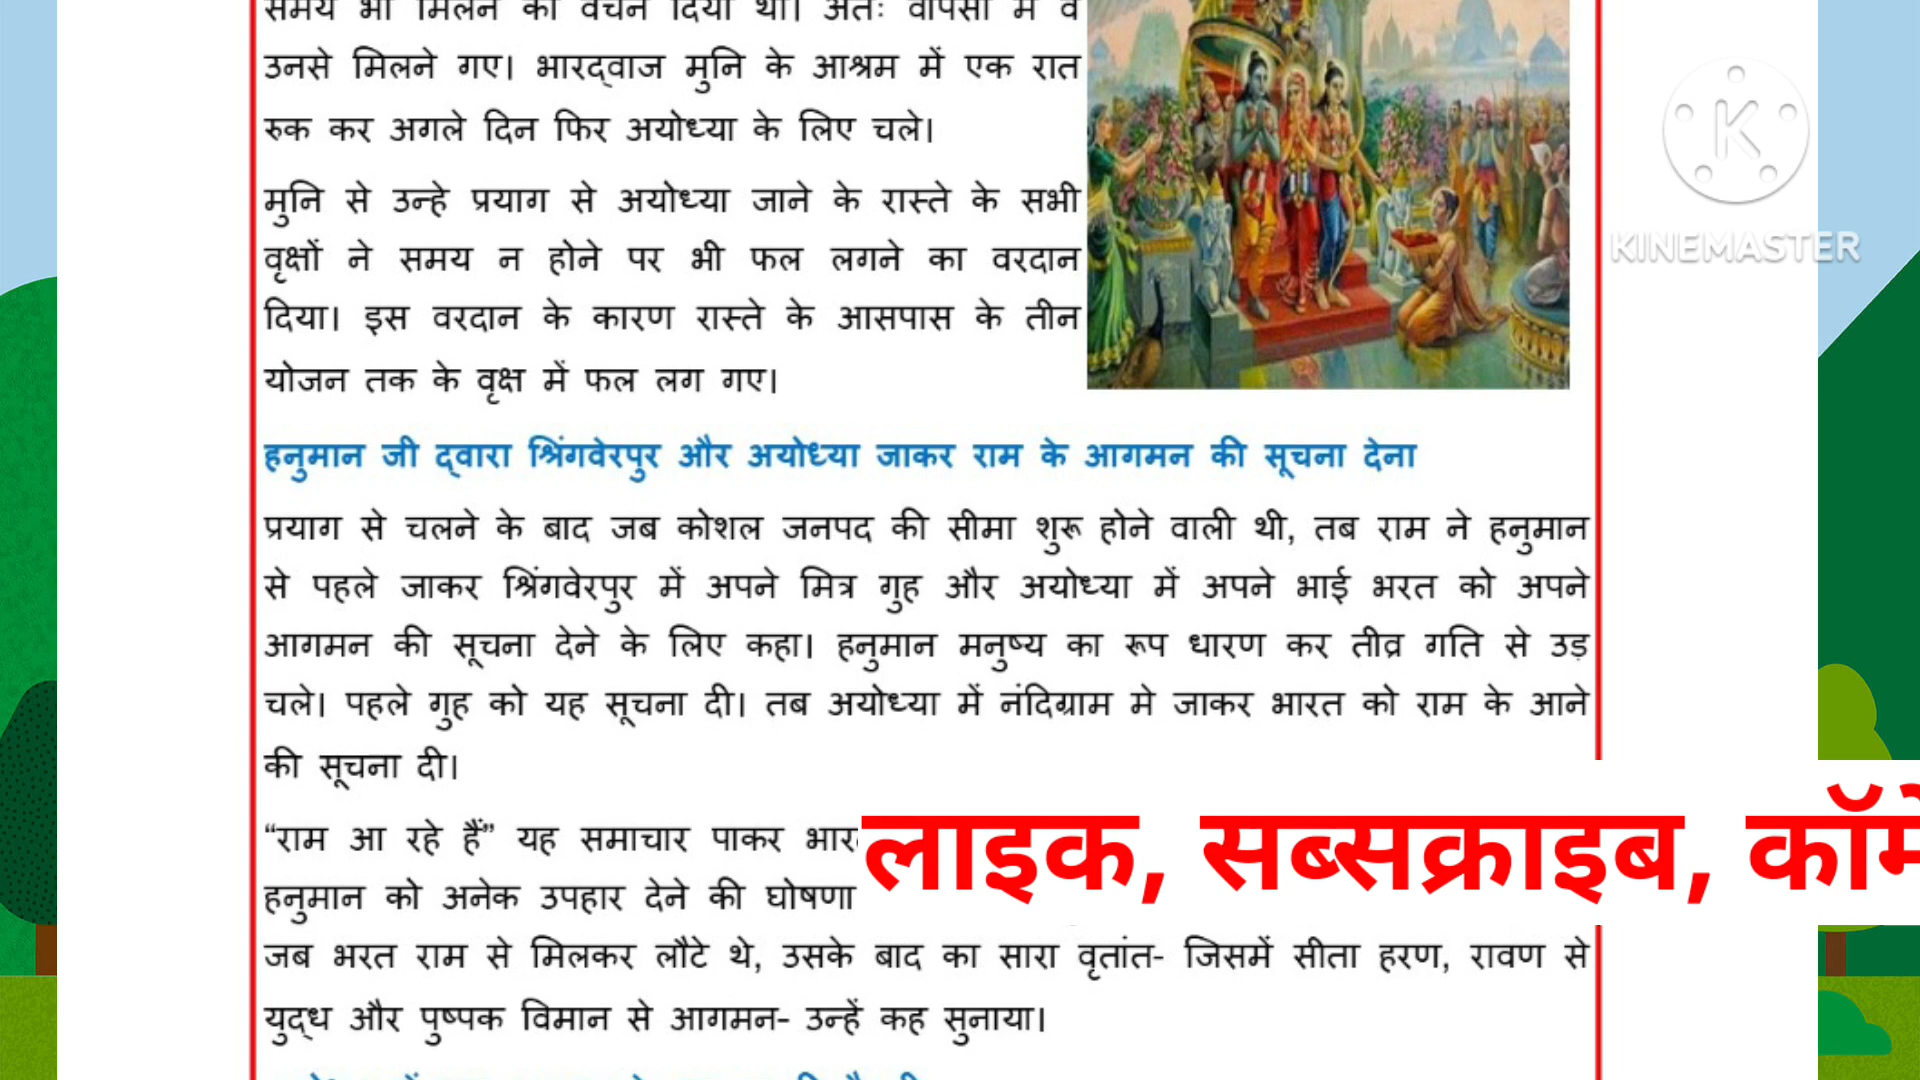 समय भी मिलने का वचन दिया था। अतः वापसी में वे
उनसे मिलने गए। भारद्वाज मुनि के आश्रम में एक रात
रुक कर अगले दिन फिर अयोध्या के लिए चले।
मुनि से उन्हे प्रयाग से अयोध्या जाने के रास्ते के सभी
वृक्षों ने समय न होने पर भी फल लगने का वरदान
दिया। इस वरदान के कारण रास्ते के आसपास के तीन
योजन तक के वृक्ष में फल लग गए।
KINEMASTER
हनुमान जी द्वारा श्रिंगवेरपुर और अयोध्या जाकर राम के आगमन की सूचना देना
प्रयाग से चलने के बाद जब कोशल जनपद की सीमा शुरू होने वाली थी, तब राम ने हनुमान
से पहले जाकर श्रिंगवेरपुर में अपने मित्र गुह और अयोध्या में अपने भाई भरत को अपने
आगमन की सूचना देने के लिए कहा। हनुमान मनुष्य का रूप धारण कर तीव्र गति से उड़
चले। पहले गुह को यह सूचना दी। तब अयोध्या में नंदिग्राम मे जाकर भारत को राम के आने
की सूचना दी।
“राम आ रहे हैं” यह समाचार पाकर
लाइक, सब्सक्राइब,
हनुमान को अनेक उपहार देने की घोषणा
जब भरत राम से मिलकर लौटे थे, उसके बाद का सारा वृतांत- जिसमें सीता हरण, रावण से
युद्ध और पुष्पक विमान से आगमन- उन्हें कह सुनाया।